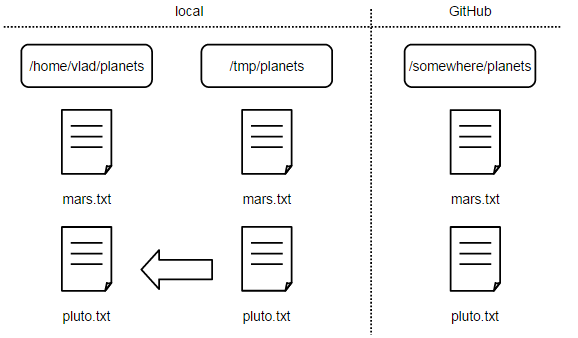 local
GitHub
/home/vlad/planets
/tmp/planets
/somewhere/planets
mars.txt
mars.txt
mars.txt
pluto.txt
pluto.txt
pluto.txt